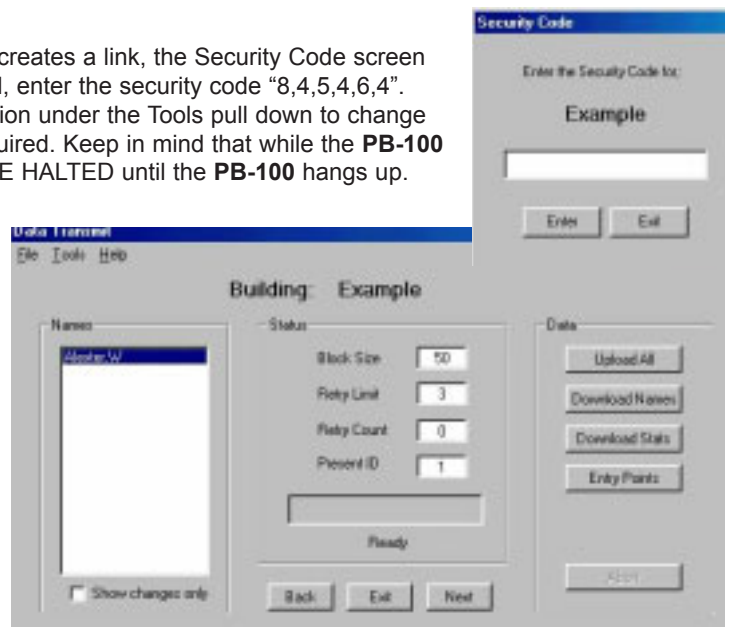 creates a link, the Security Code screen
, enter the security code “8,4,5,4,6,4”.
ion under the Tools pull down to change
uired. Keep in mind that while the PB-100
E HALTED until the PB-100 hangs up.
Security Code
Enter the Security Code for:
Example
Enter Exit
Data Transmit
File Tools Help
Building: Example
Names
Status
Block Size 50
Retry Limit 3
Retry Count 0
Present ID 1
Ready
Data
Upload All
Download Names
Download Stats
Entry Points
Abort
Show changes only
Back Exit Next